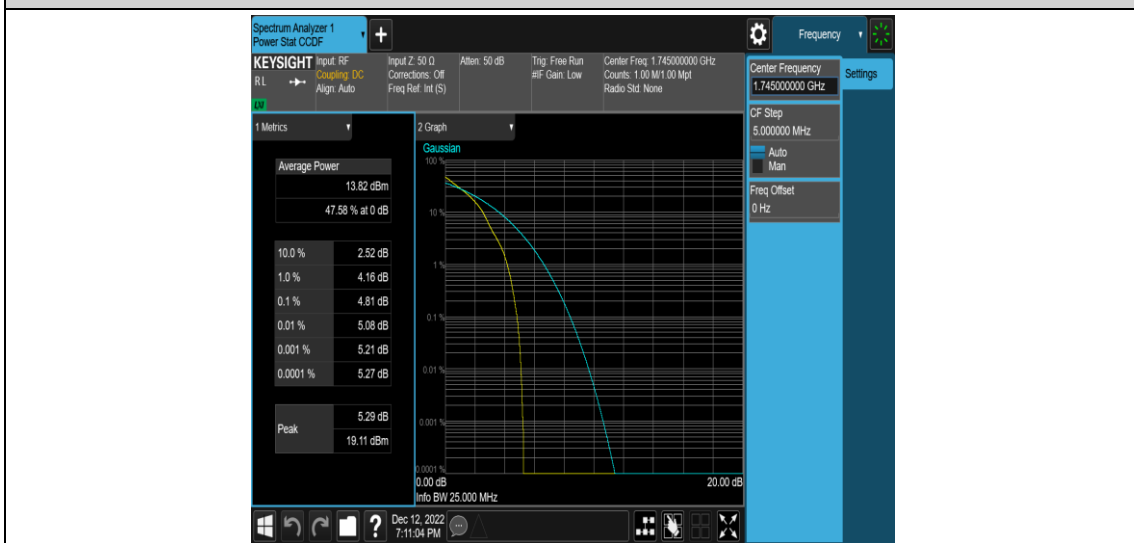 Spectrum Analyzer 1
Power Stat CCDF
+
Frequency
KEYSIGHT
RL
LXI
Input: RF
Coupling: DC
Align: Auto
Input Z: 50 Ω
Corrections: Off
Freq Ref: Int (S)
Atten: 50 dB
Trig: Free Run
#IF Gain: Low
Center Freq: 1.745000000 GHz
Counts: 1.00 M/1.00 Mpt
Radio Std: None
Center Frequency
1.745000000 GHz
Settings
CF Step
5.000000 MHz
Auto
Man
Freq Offset
0 Hz
1 Metrics
Average Power
13.82 dBm
47.58 % at 0 dB
10.0 % 2.52 dB
1.0 % 4.16 dB
0.1 % 4.81 dB
0.01 % 5.08 dB
0.001 % 5.21 dB
0.0001 % 5.27 dB
Peak
5.29 dB
19.11 dBm
2 Graph
Gaussian
100 %
10 %
1 %
0.1 %
0.01 %
0.001 %
0.0001 %
0.00 dB 20.00 dB
Info BW 25.000 MHz
?
Dec 12, 2022
7:11:04 PM